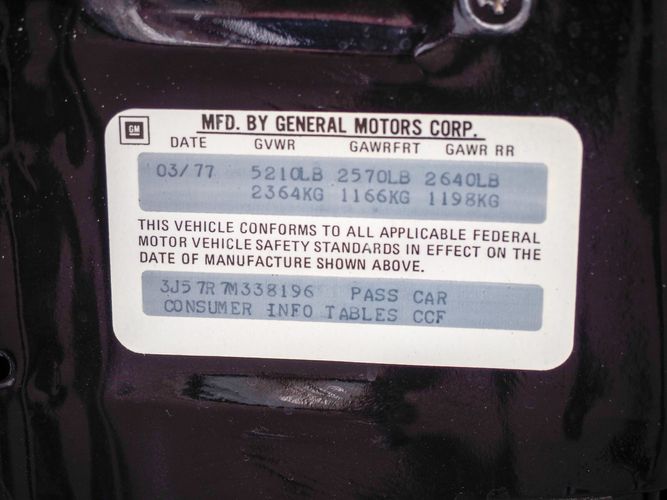 GM
MFD. BY GENERAL MOTORS CORP.
DATE GVWR GAWRFRT GAWR RR
03/77 5210LB 2570LB 2640LB
2364KG 1166KG 1198KG
THIS VEHICLE CONFORMS TO ALL APPLICABLE FEDERAL
MOTOR VEHICLE SAFETY STANDARDS IN EFFECT ON THE
DATE OF MANUFACTURE SHOWN ABOVE.
3J57R7M338196 PASS CAR
CONSUMER INFO TABLES CCF